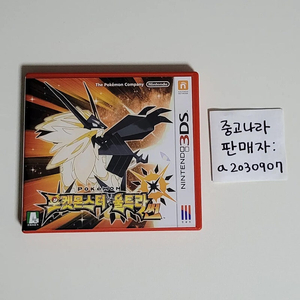 The Pokémon Company
Nintendo
NINTENDO 3DS
POKÉMON
포켓몬스터 울트라 썬
중고나라
판매자:
a2030907